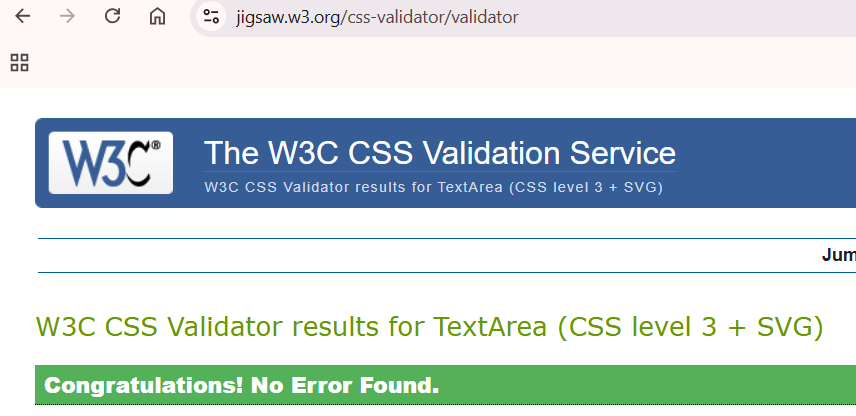 jigsaw.w3.org/css-validator/validator
W3C® The W3C CSS Validation Service
W3C CSS Validator results for TextArea (CSS level 3 + SVG)
Jum
W3C CSS Validator results for TextArea (CSS level 3 + SVG)
Congratulations! No Error Found.